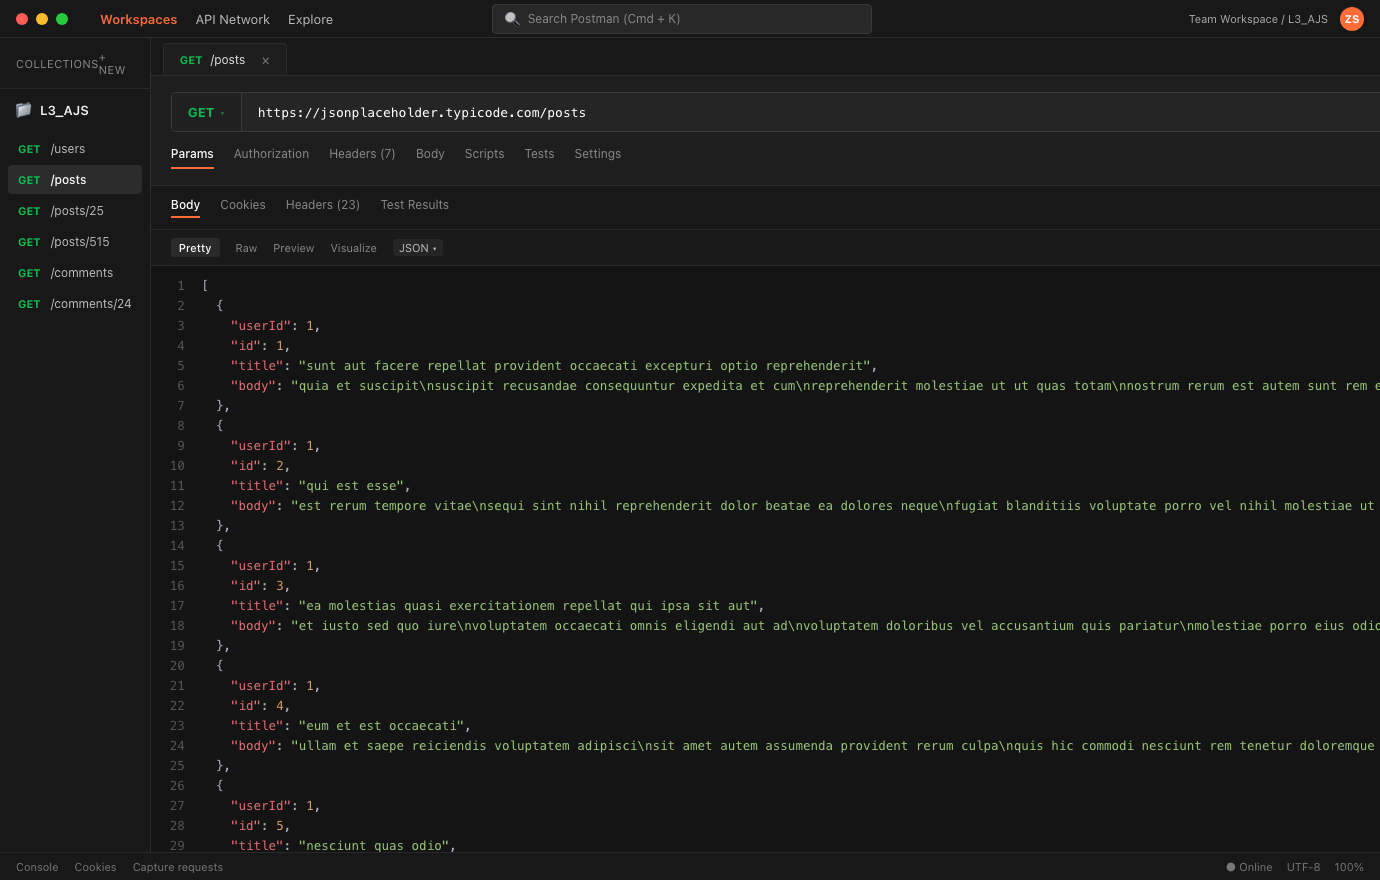 Workspaces API Network Explore Search Postman (Cmd + K) Team Workspace / L3_AJS ZS
COLLECTIONS + NEW
L3_AJS
GET /users
GET /posts
GET /posts/25
GET /posts/515
GET /comments
GET /comments/24
GET /posts ×
GET https://jsonplaceholder.typicode.com/posts
Params Authorization Headers (7) Body Scripts Tests Settings
Body Cookies Headers (23) Test Results
Pretty Raw Preview Visualize JSON
1 [
2 {
3 "userId": 1,
4 "id": 1,
5 "title": "sunt aut facere repellat provident occaecati excepturi optio reprehenderit",
6 "body": "quia et suscipit\nsuscipit recusandae consequuntur expedita et cum\nreprehenderit molestiae ut ut quas totam\nnostrum rerum est autem sunt rem e
7 },
8 {
9 "userId": 1,
10 "id": 2,
11 "title": "qui est esse",
12 "body": "est rerum tempore vitae\nsequi sint nihil reprehenderit dolor beatae ea dolores neque\nfugiat blanditiis voluptate porro vel nihil molestiae ut
13 },
14 {
15 "userId": 1,
16 "id": 3,
17 "title": "ea molestias quasi exercitationem repellat qui ipsa sit aut",
18 "body": "et iusto sed quo iure\nvoluptatem occaecati omnis eligendi aut ad\nvoluptatem doloribus vel accusantium quis pariatur\nmolestiae porro eius odio
19 },
20 {
21 "userId": 1,
22 "id": 4,
23 "title": "eum et est occaecati",
24 "body": "ullam et saepe reiciendis voluptatem adipisci\nsit amet autem assumenda provident rerum culpa\nquis hic commodi nesciunt rem tenetur doloremque
25 },
26 {
27 "userId": 1,
28 "id": 5,
29 "title": "nesciunt quas odio",
Console Cookies Capture requests Online UTF-8 100%